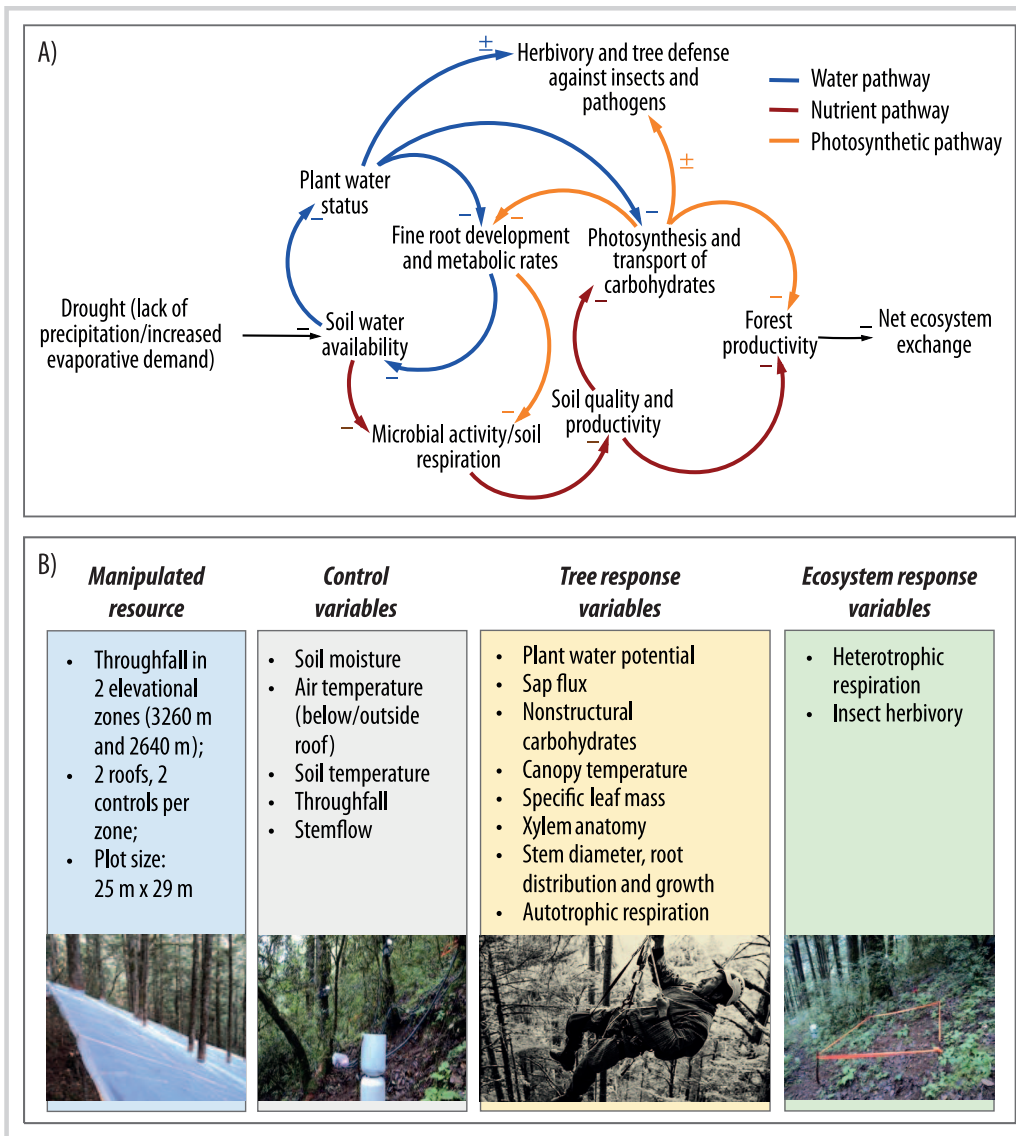 A)
±
Herbivory and tree defense
against insects and
pathogens
Water pathway
Nutrient pathway
Photosynthetic pathway
±
Plant water
status
–
–
–
–
Fine root development
and metabolic rates
Photosynthesis and
transport of
carbohydrates
–
–
Drought (lack of
precipitation/increased
evaporative demand)
–
Soil water
availability
–
Forest
productivity
–
–
Net ecosystem
exchange
Soil quality and
productivity
–
–
–
Microbial activity/soil
respiration
B)
Manipulated
resource
• Throughfall in
2 elevational
zones (3260 m
and 2640 m);
• 2 roofs, 2
controls per
zone;
• Plot size:
25 m x 29 m
Control
variables
• Soil moisture
• Air temperature
(below/outside
roof)
• Soil temperature
• Throughfall
• Stemflow
Tree response
variables
• Plant water potential
• Sap flux
• Nonstructural
carbohydrates
• Canopy temperature
• Specific leaf mass
• Xylem anatomy
• Stem diameter, root
distribution and growth
• Autotrophic respiration
Ecosystem response
variables
• Heterotrophic
respiration
• Insect herbivory